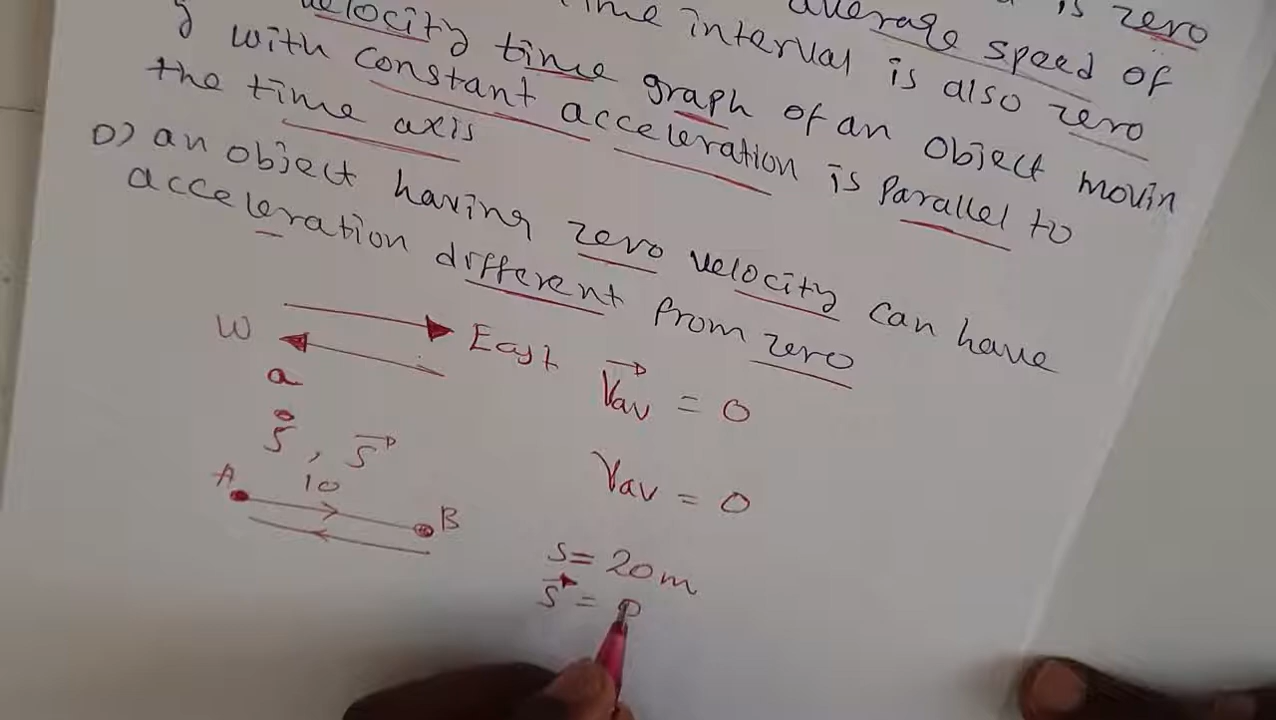 is zero
time interval is also zero
average speed of
velocity time graph of an object movin
g with constant acceleration is parallel to
the time axis
D) an object having zero velocity can have
acceleration different from zero
W East
a
S, S
A 10 B
Vav = 0
Vav = 0
S = 20m
S =